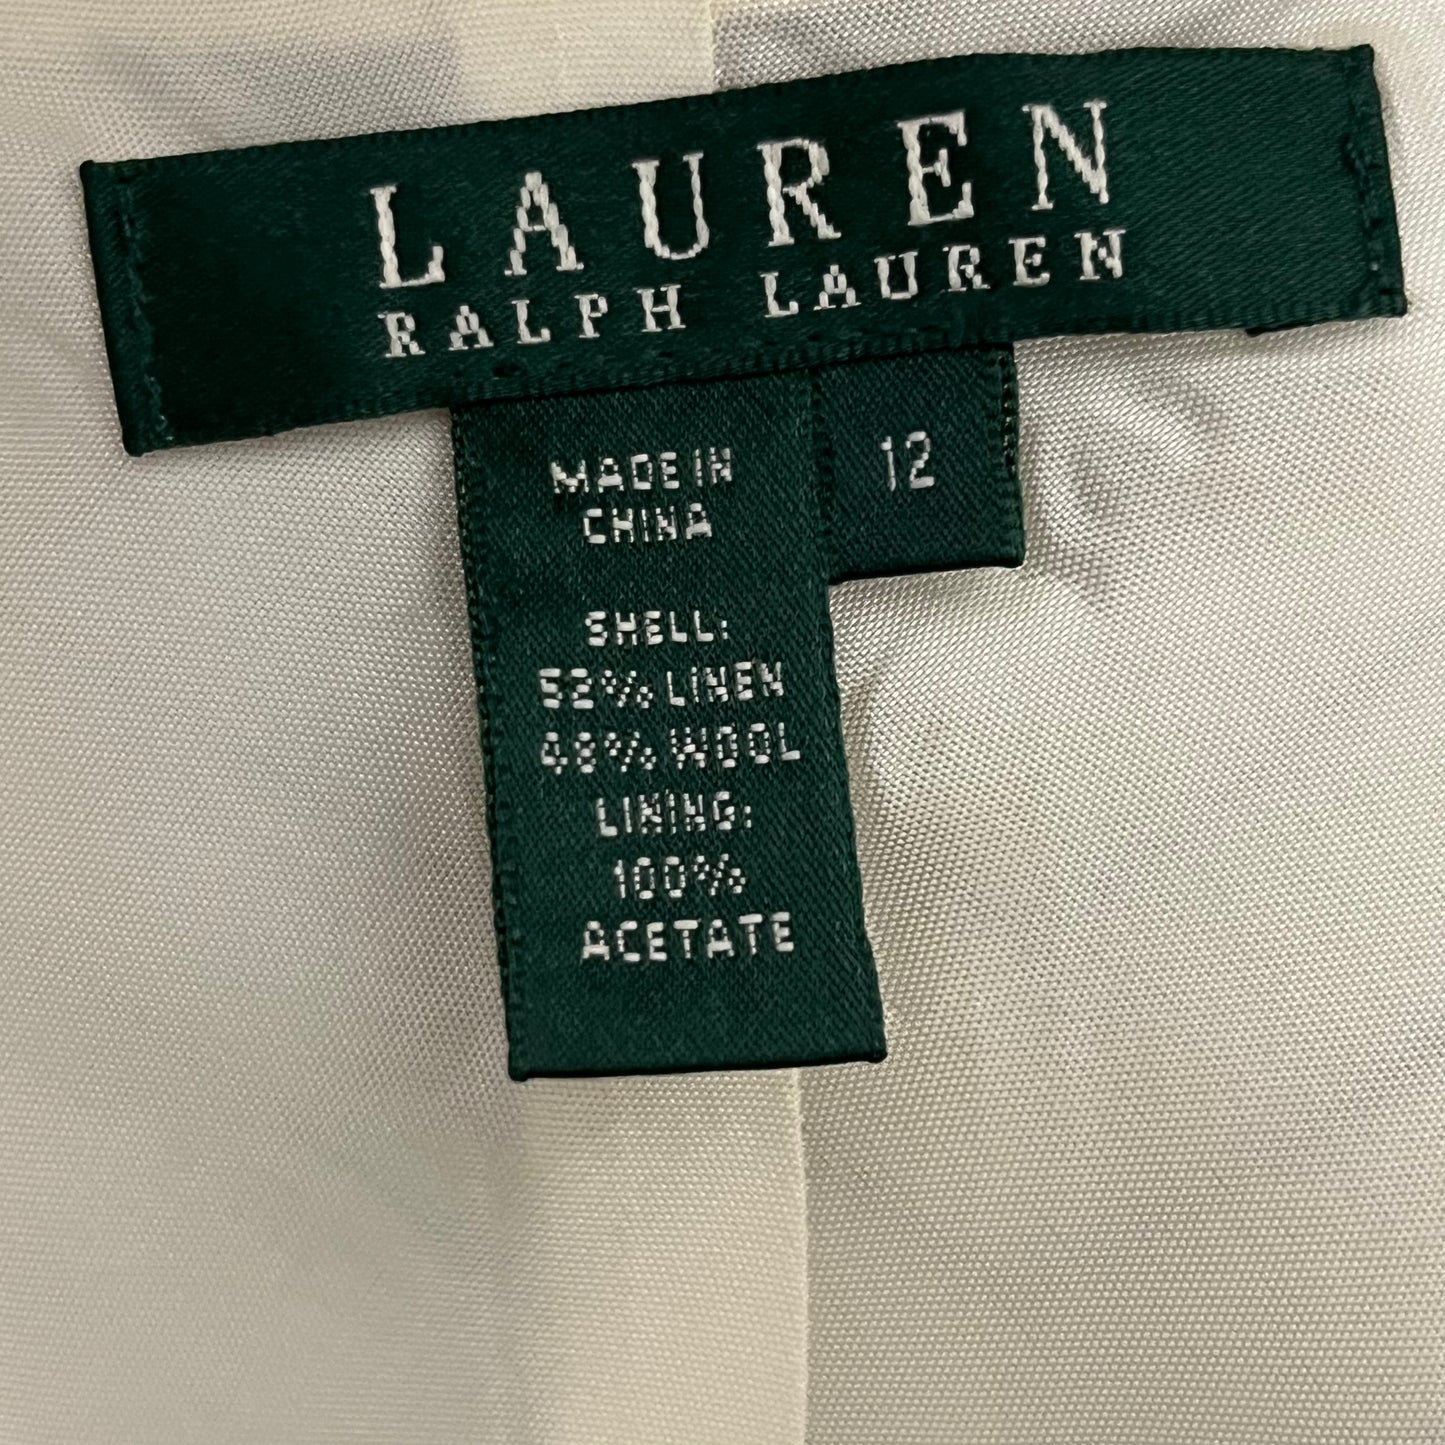 LAUREN
RALPH LAUREN
MADE IN
CHINA
12
SHELL:
52% LINEN
48% WOOL
LINING:
100%
ACETATE